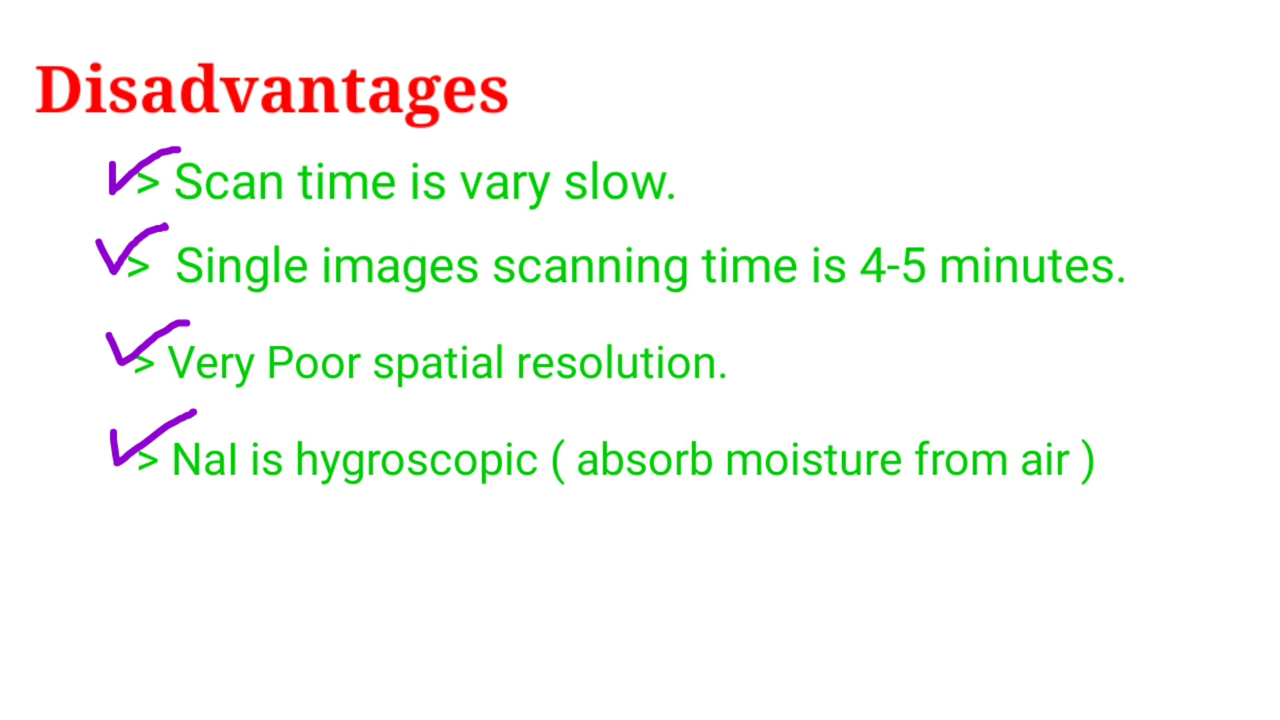 Disadvantages
> Scan time is vary slow.
> Single images scanning time is 4-5 minutes.
> Very Poor spatial resolution.
> NaI is hygroscopic ( absorb moisture from air )